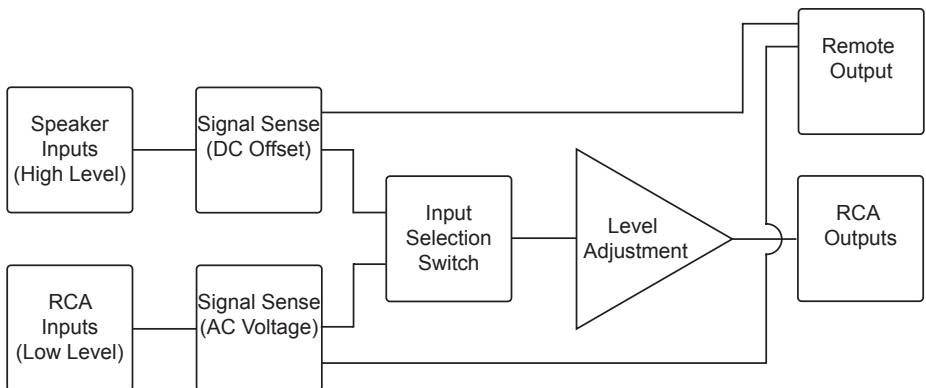 Speaker
Inputs
(High Level)
Signal Sense
(DC Offset)
RCA
Inputs
(Low Level)
Signal Sense
(AC Voltage)
Input
Selection
Switch
Level
Adjustment
Remote
Output
RCA
Outputs